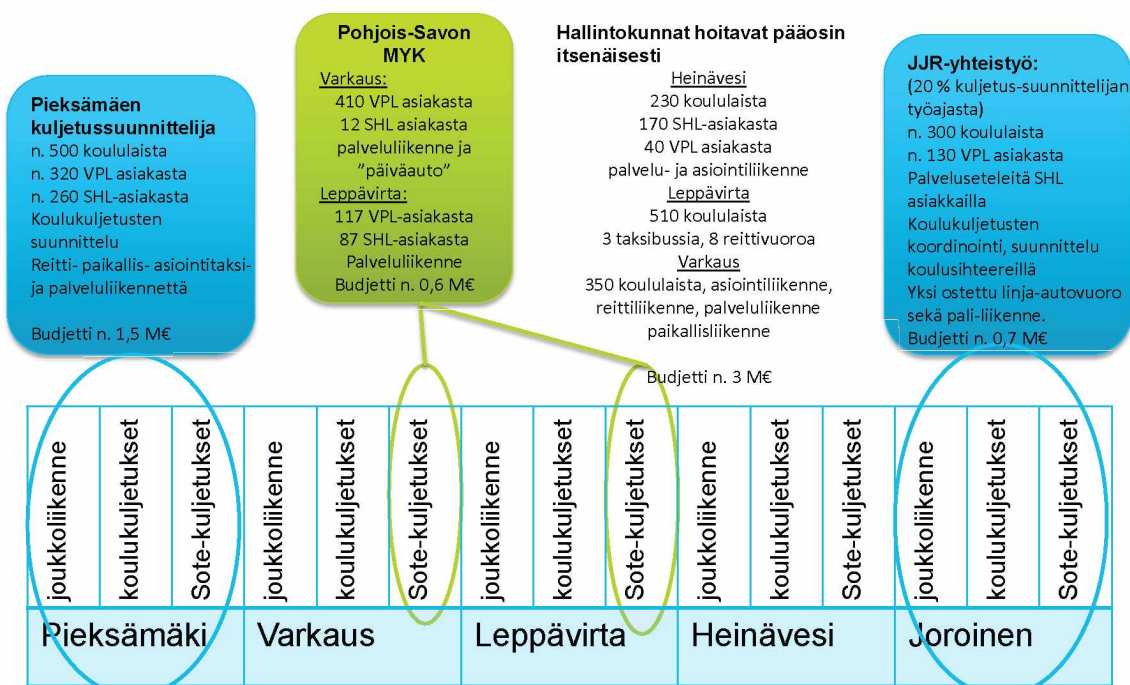 Pieksämäen
kuljetussuunnittelija
n. 500 koululaista
n. 320 VPL asiakasta
n. 260 SHL-asiakasta
Koulukuljetusten
suunnittelu
Reitti- paikallis- asiointitaksi-
ja palveluliikennettä
Budjetti n. 1,5 M€
Pohjois-Savon
MYK
Varkaus:
410 VPL asiakasta
12 SHL asiakasta
palveluliikenne ja
”päiväauto”
Leppävirta:
117 VPL-asiakasta
87 SHL-asiakasta
Palveluliikenne
Budjetti n. 0,6 M€
Hallintokunnat hoitavat pääosin
itsenäisesti
Heinävesi
230 koululaista
170 SHL-asiakasta
40 VPL asiakasta
palvelu- ja asiointiliikenne
Leppävirta
510 koululaista
3 taksibussia, 8 reittivuoroa
Varkaus
350 koululaista, asiointiliikenne,
reittiliikenne, palveluliikenne
paikallisliikenne
Budjetti n. 3 M€
JJR-yhteistyö:
(20 % kuljetus-suunnittelijan
työajasta)
n. 300 koululaista
n. 130 VPL asiakasta
Palveluseteleitä SHL
asiakkailla
Koulukuljetusten
koordinointi, suunnittelu
koulusihteereillä
Yksi ostettu linja-autovuoro
sekä pali-liikenne.
Budjetti n. 0,7 M€
joukkoliikenne
koulukuljetukset
Sote-kuljetukset
joukkoliikenne
koulukuljetukset
Sote-kuljetukset
joukkoliikenne
koulukuljetukset
Sote-kuljetukset
joukkoliikenne
koulukuljetukset
Sote-kuljetukset
joukkoliikenne
koulukuljetukset
Sote-kuljetukset
Pieksämäki
Varkaus
Leppävirta
Heinävesi
Joroinen